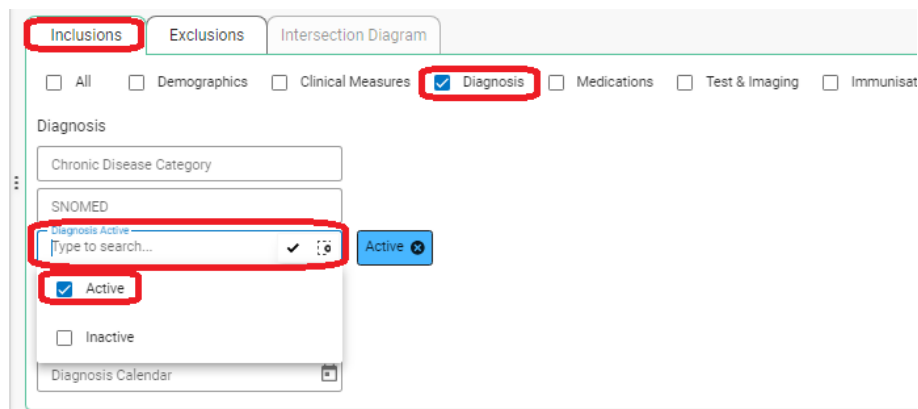 Inclusions Exclusions Intersection Diagram
All Demographics Clinical Measures Diagnosis Medications Test & Imaging Immunisat
Diagnosis
Chronic Disease Category
SNOMED
Diagnosis Active
Type to search... Active
Active
Inactive
Diagnosis Calendar